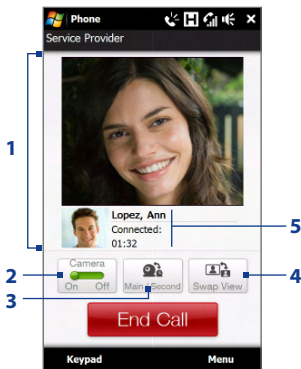 Phone
H
Service Provider
1
Lopez, Ann
Connected:
01:32
5
Camera
On Off
Main / Second
Swap View
2
3
4
End Call
Keypad Menu